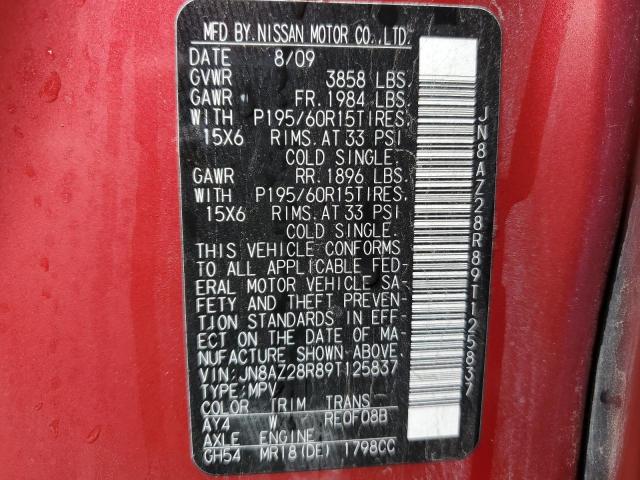 MFD BY. NISSAN MOTOR CO., LTD.
DATE 8/09
GVWR 3858 LBS.
GAWR FR. 1984 LBS.
WITH P195/60R15TIRES.
15X6 RIMS. AT 33 PSI
COLD SINGLE.
GAWR RR. 1896 LBS.
WITH P195/60R15TIRES.
15X6 RIMS. AT 33 PSI
COLD SINGLE.
THIS VEHICLE CONFORMS
TO ALL APPLICABLE FED-
ERAL MOTOR VEHICLE SA-
FETY AND THEFT PREVEN-
TION STANDARDS IN EFF-
ECT ON THE DATE OF MA-
NUFACTURE SHOWN ABOVE.
VIN: JN8AZ28R89T125837
TYPE: MPV
COLOR TRIM TRANS
AY4 W RE0F08B
AXLE ENGINE
GH54 MR18(DE) 1798CC
JN8AZ28R89T125837